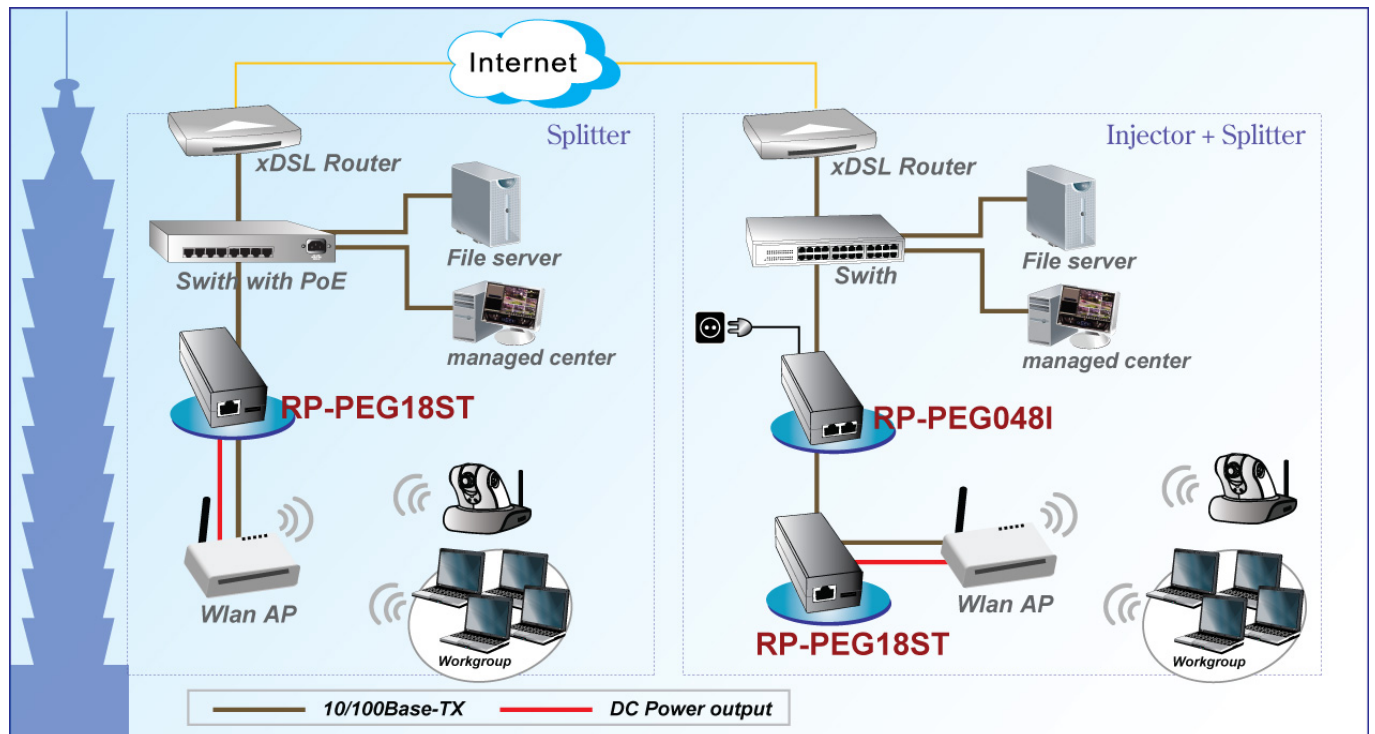 Internet
Splitter
xDSL Router
File server
Swith with PoE
managed center
RP-PEG18ST
Wlan AP
Workgroup
Injector + Splitter
xDSL Router
File server
Swith
managed center
RP-PEG048I
Wlan AP
RP-PEG18ST
Workgroup
10/100Base-TX
DC Power output